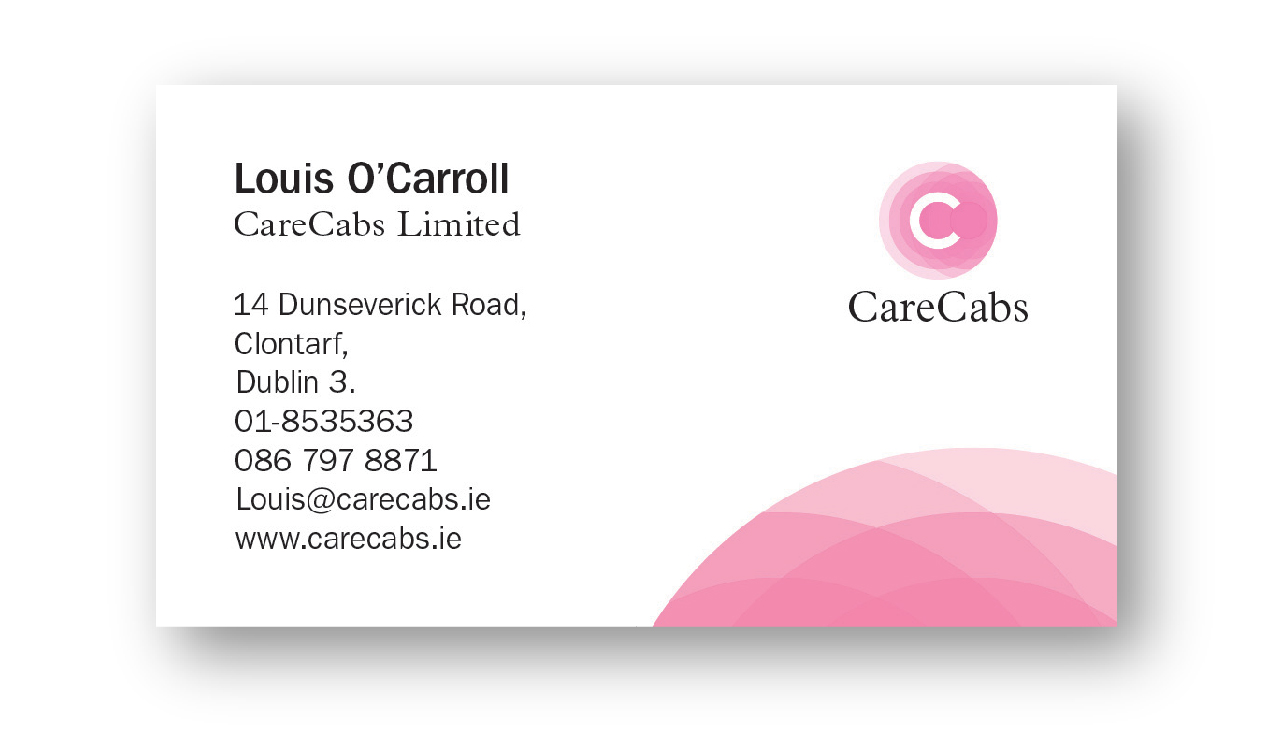 Louis O’Carroll
CareCabs Limited
14 Dunseverick Road,
Clontarf,
Dublin 3.
01-8535363
086 797 8871
Louis@carecabs.ie
www.carecabs.ie
C
CareCabs